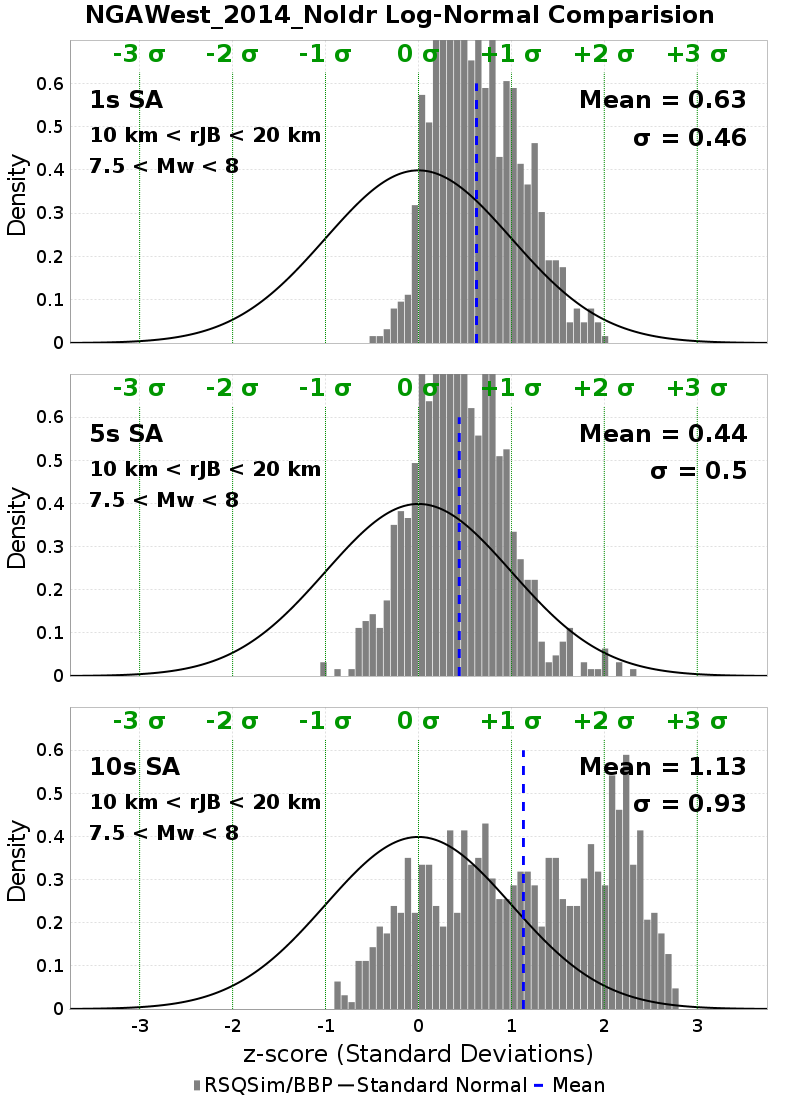 NGAWest_2014_NoIdr Log-Normal Comparision
-3 σ -2 σ -1 σ 0 σ +1 σ +2 σ +3 σ
1s SA
10 km < rJB < 20 km
7.5 < Mw < 8
Mean = 0.63
σ = 0.46
0.6
0.5
0.4
0.3
0.2
0.1
0
Density
-3 σ -2 σ -1 σ 0 σ +1 σ +2 σ +3 σ
5s SA
10 km < rJB < 20 km
7.5 < Mw < 8
Mean = 0.44
σ = 0.5
0.6
0.5
0.4
0.3
0.2
0.1
0
Density
-3 σ -2 σ -1 σ 0 σ +1 σ +2 σ +3 σ
10s SA
10 km < rJB < 20 km
7.5 < Mw < 8
Mean = 1.13
σ = 0.93
0.6
0.5
0.4
0.3
0.2
0.1
0
Density
-3 -2 -1 0 1 2 3
z-score (Standard Deviations)
RSQSim/BBP Standard Normal Mean